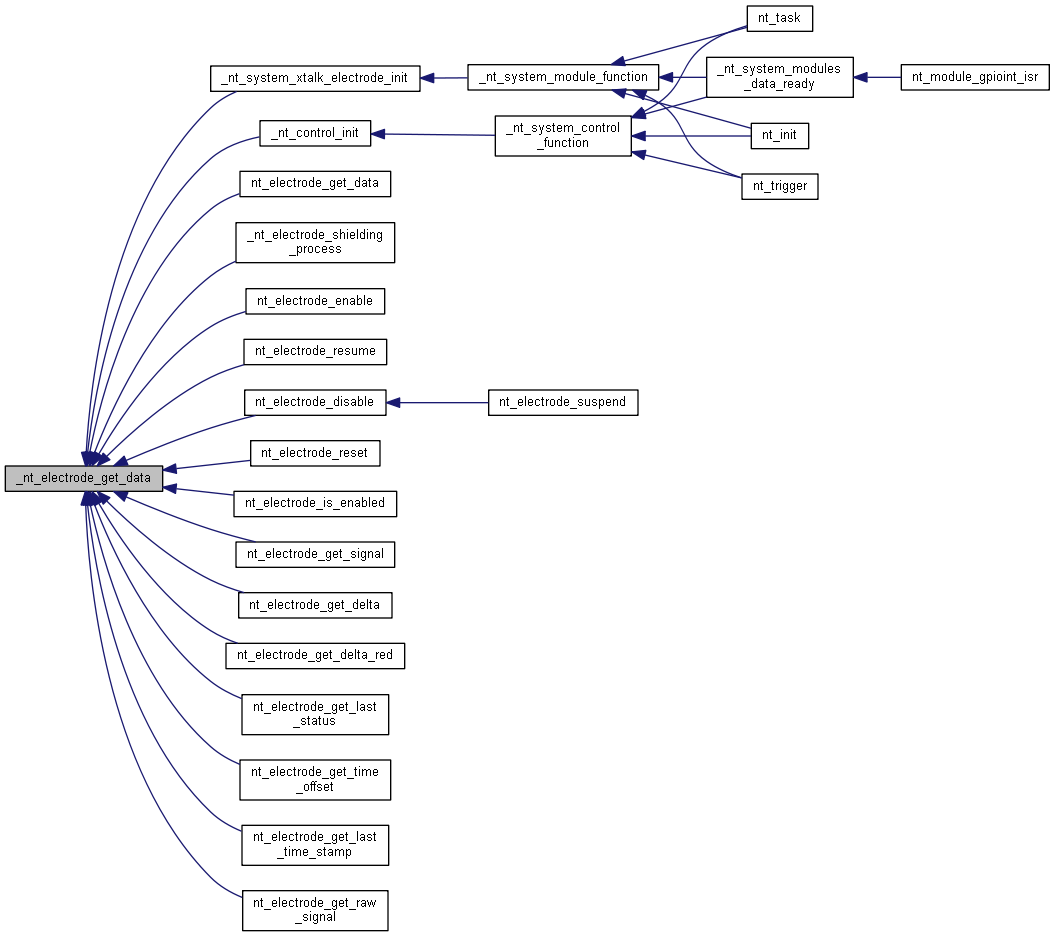 nt_task
_nt_system_xtalk_electrode_init
_nt_system_module_function
_nt_system_modules
_data_ready
nt_module_gpioint_isr
_nt_control_init
_nt_system_control
_function
nt_init
nt_electrode_get_data
nt_trigger
_nt_electrode_shielding
_process
nt_electrode_enable
nt_electrode_resume
nt_electrode_disable
nt_electrode_suspend
nt_electrode_reset
_nt_electrode_get_data
nt_electrode_is_enabled
nt_electrode_get_signal
nt_electrode_get_delta
nt_electrode_get_delta_red
nt_electrode_get_last
_status
nt_electrode_get_time
_offset
nt_electrode_get_last
_time_stamp
nt_electrode_get_raw
_signal